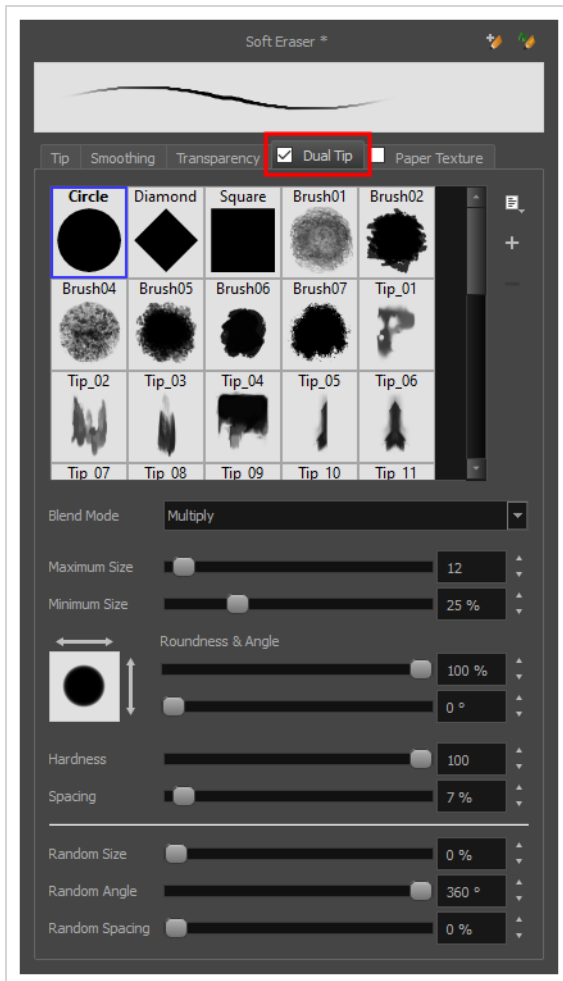 Soft Eraser *
Tip Smoothing Transparency Dual Tip Paper Texture
Circle Diamond Square Brush01 Brush02
Brush04 Brush05 Brush06 Brush07 Tip_01
Tip_02 Tip_03 Tip_04 Tip_05 Tip_06
Tip_07 Tip_08 Tip_09 Tip_10 Tip_11
Blend Mode Multiply
Maximum Size 12
Minimum Size 25 %
Roundness & Angle
100 %
0 °
Hardness 100
Spacing 7 %
Random Size 0 %
Random Angle 360 °
Random Spacing 0 %